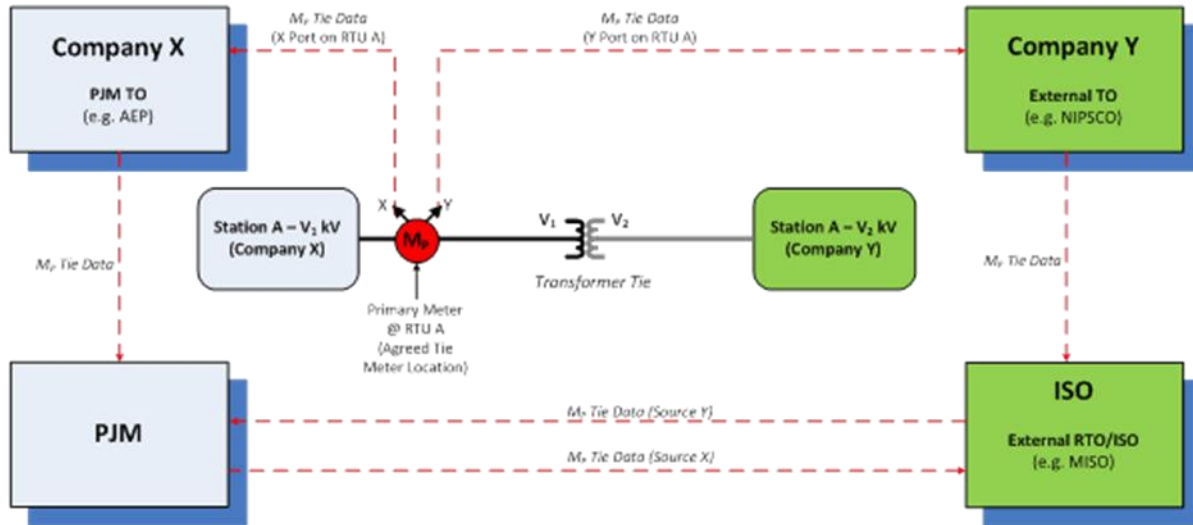 Mₚ Tie Data
(X Port on RTU A)
Mₚ Tie Data
(Y Port on RTU A)
Company X
PJM TO
(e.g. AEP)
Company Y
External TO
(e.g. NIPSCO)
X
Y
Station A – V₁ kV
(Company X)
Mₚ
V₁
V₂
Station A – V₂ kV
(Company Y)
Transformer Tie
Mₚ Tie Data
Mₚ Tie Data
Primary Meter
@ RTU A
(Agreed Tie
Meter Location)
PJM
Mₚ Tie Data (Source Y)
Mₚ Tie Data (Source X)
ISO
External RTO/ISO
(e.g. MISO)